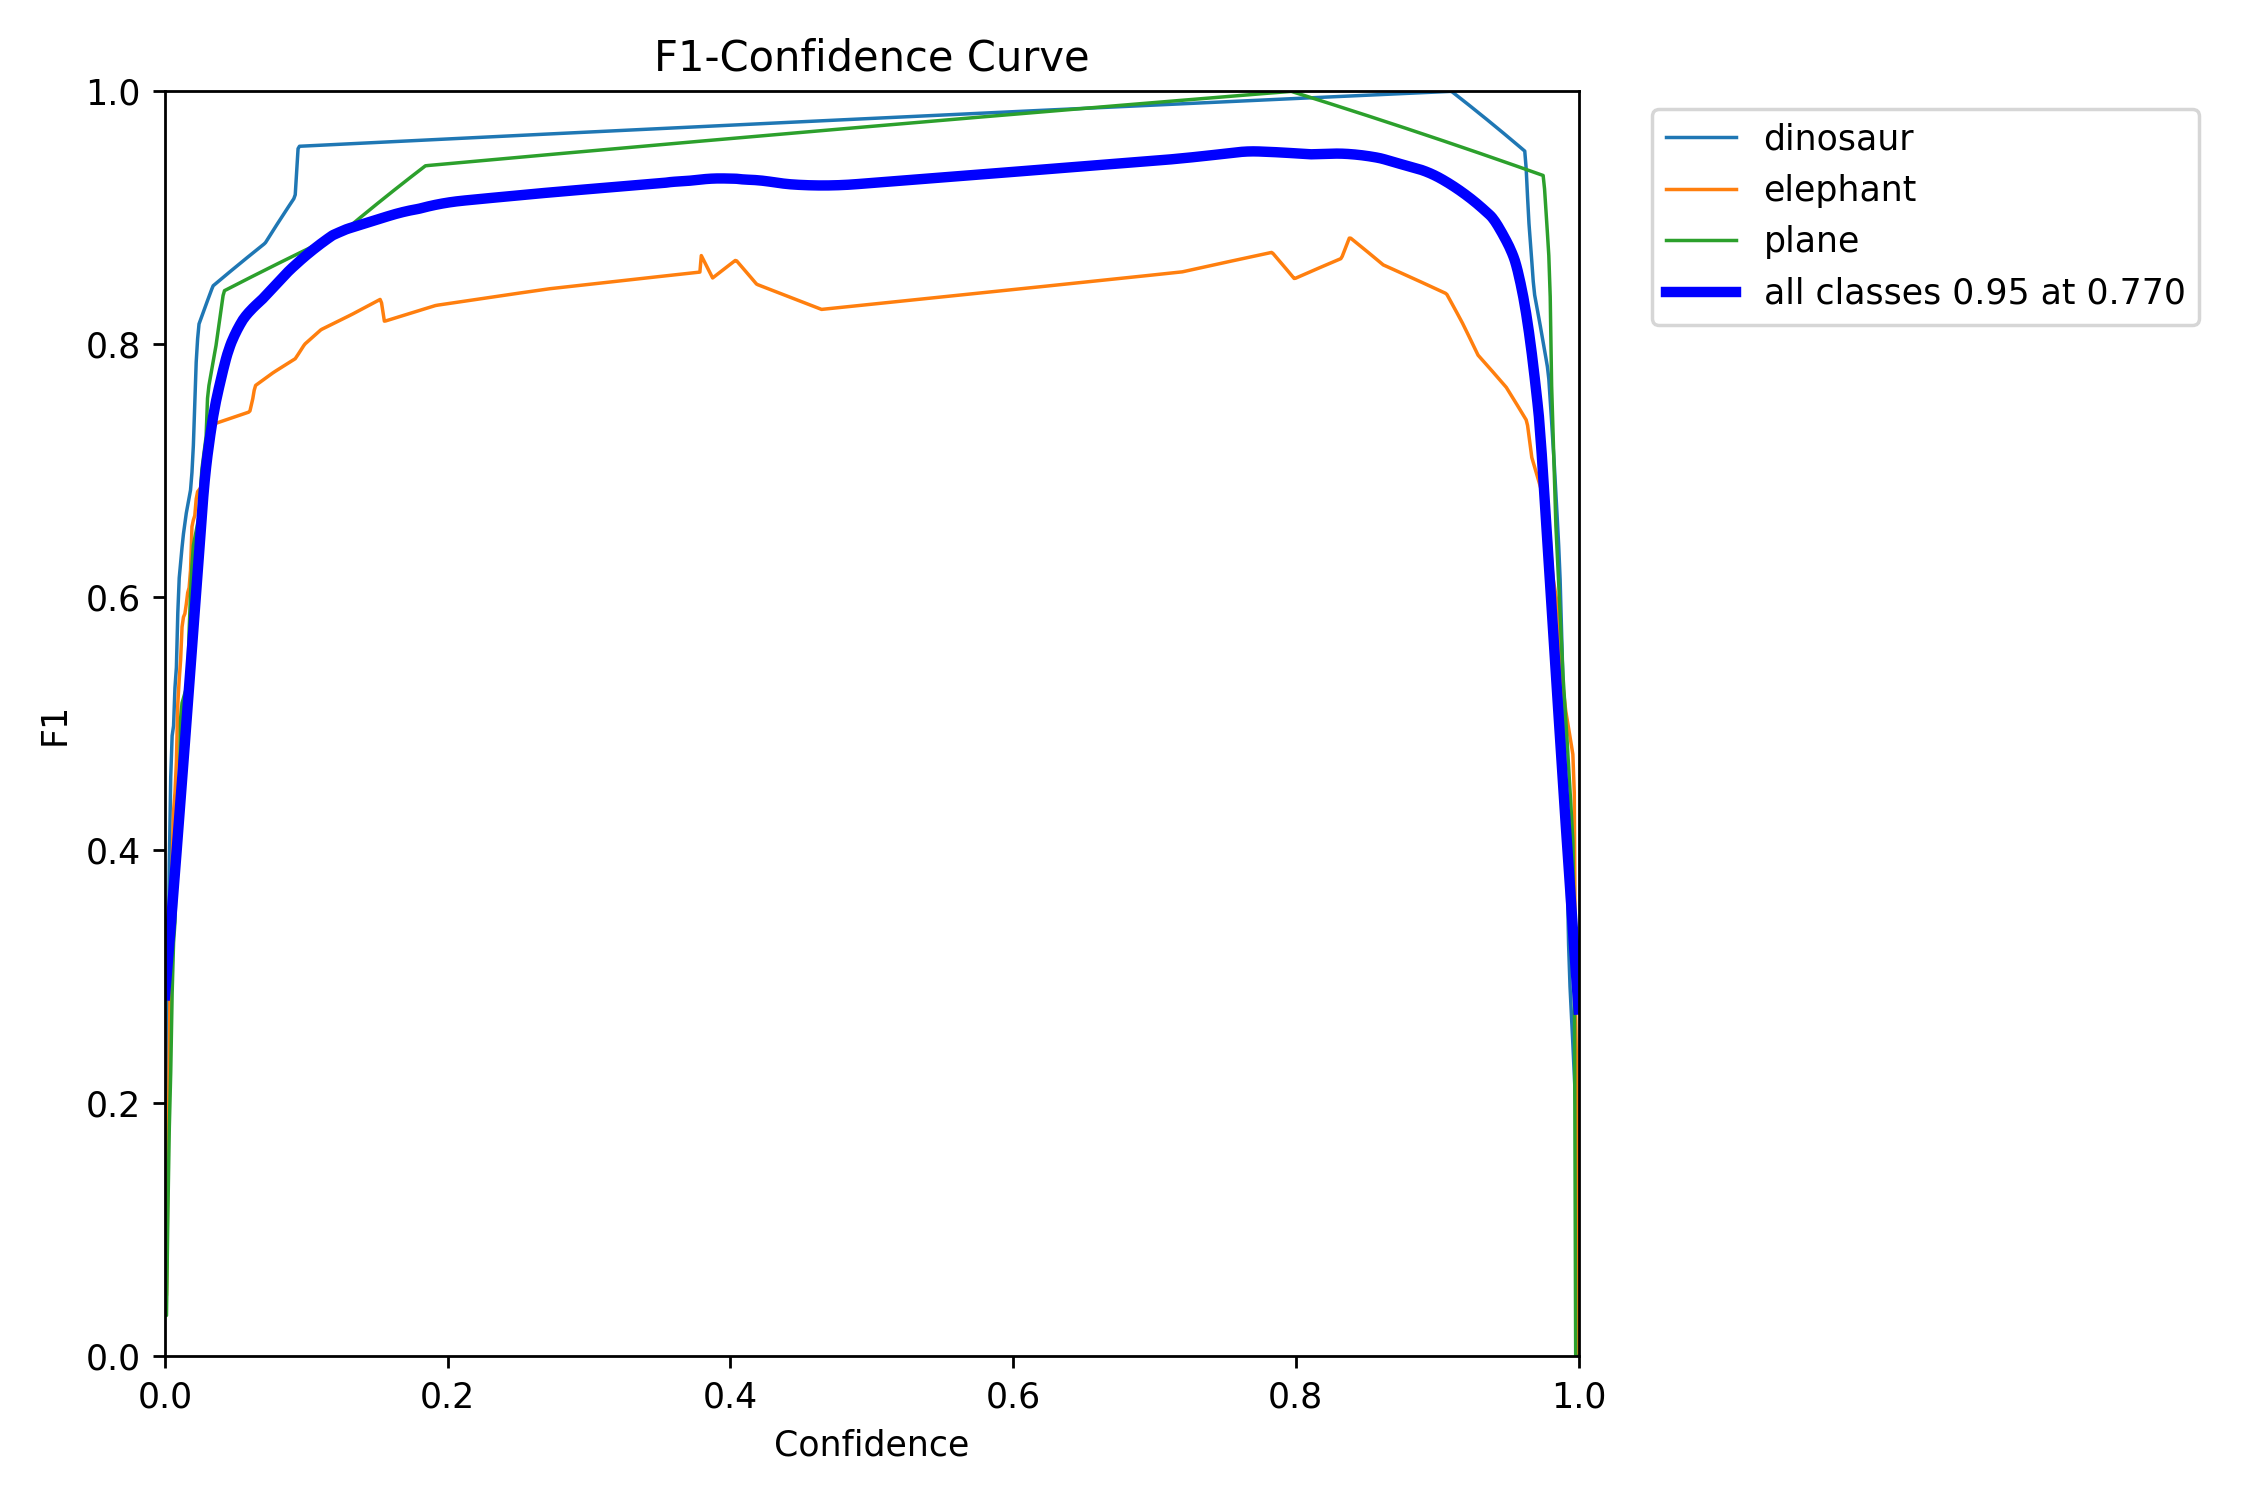 F1-Confidence Curve
1.0
0.8
0.6
0.4
0.2
0.0
F1
0.0 0.2 0.4 0.6 0.8 1.0
Confidence
dinosaur
elephant
plane
all classes 0.95 at 0.770